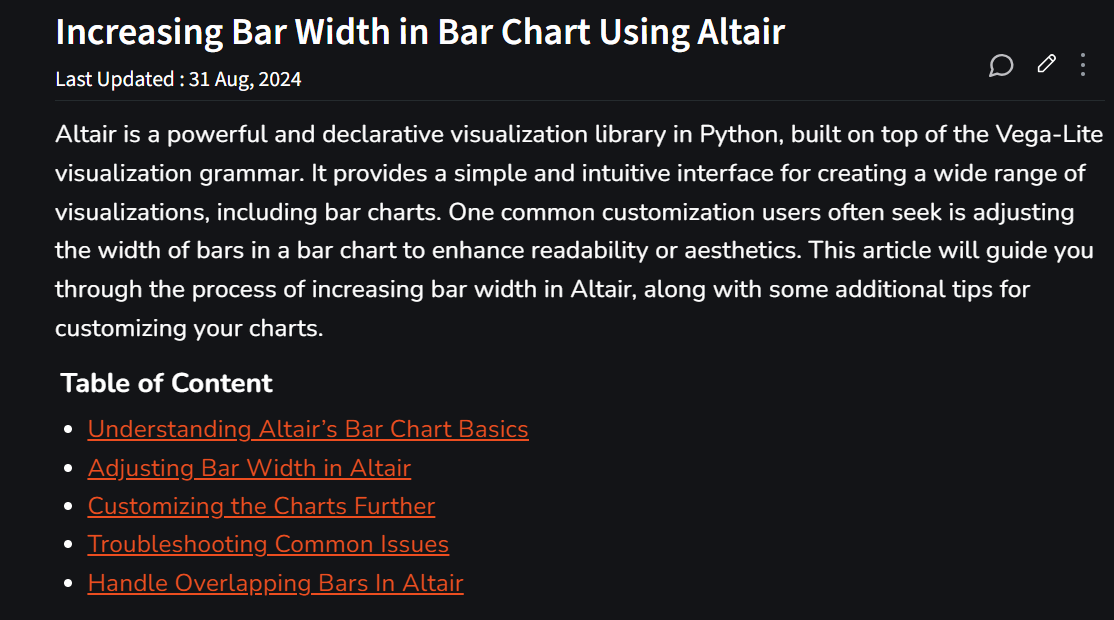 Increasing Bar Width in Bar Chart Using Altair
Last Updated : 31 Aug, 2024
Altair is a powerful and declarative visualization library in Python, built on top of the Vega-Lite
visualization grammar. It provides a simple and intuitive interface for creating a wide range of
visualizations, including bar charts. One common customization users often seek is adjusting
the width of bars in a bar chart to enhance readability or aesthetics. This article will guide you
through the process of increasing bar width in Altair, along with some additional tips for
customizing your charts.
Table of Content
Understanding Altair’s Bar Chart Basics
Adjusting Bar Width in Altair
Customizing the Charts Further
Troubleshooting Common Issues
Handle Overlapping Bars In Altair